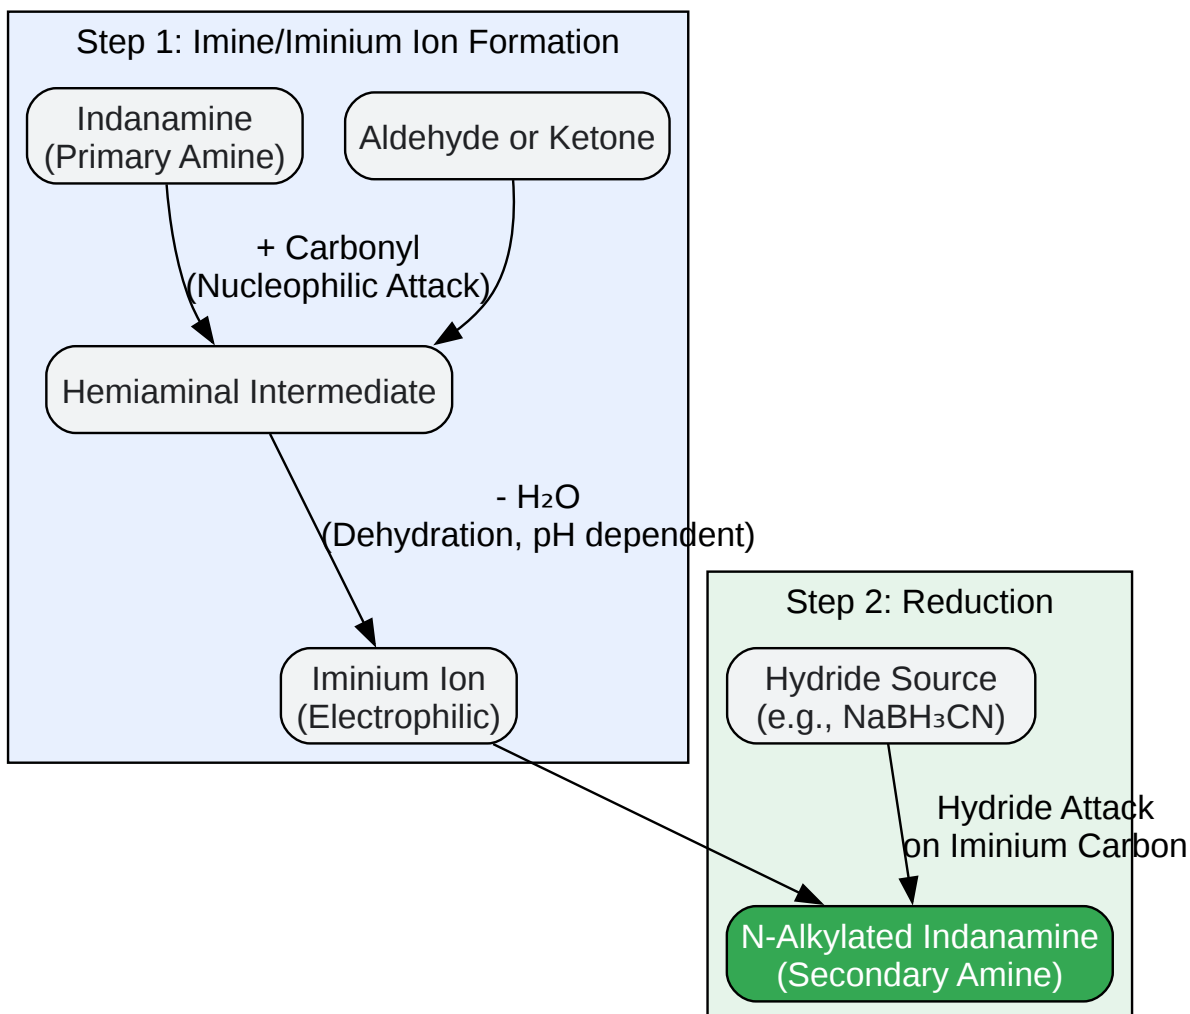 Step 1: Imine/Iminium Ion Formation
Indanamine
(Primary Amine)
Aldehyde or Ketone
+ Carbonyl
(Nucleophilic Attack)
Hemiaminal Intermediate
- H₂O
(Dehydration, pH dependent)
Iminium Ion
(Electrophilic)
Step 2: Reduction
Hydride Source
(e.g., NaBH₃CN)
Hydride Attack
on Iminium Carbon
N-Alkylated Indanamine
(Secondary Amine)